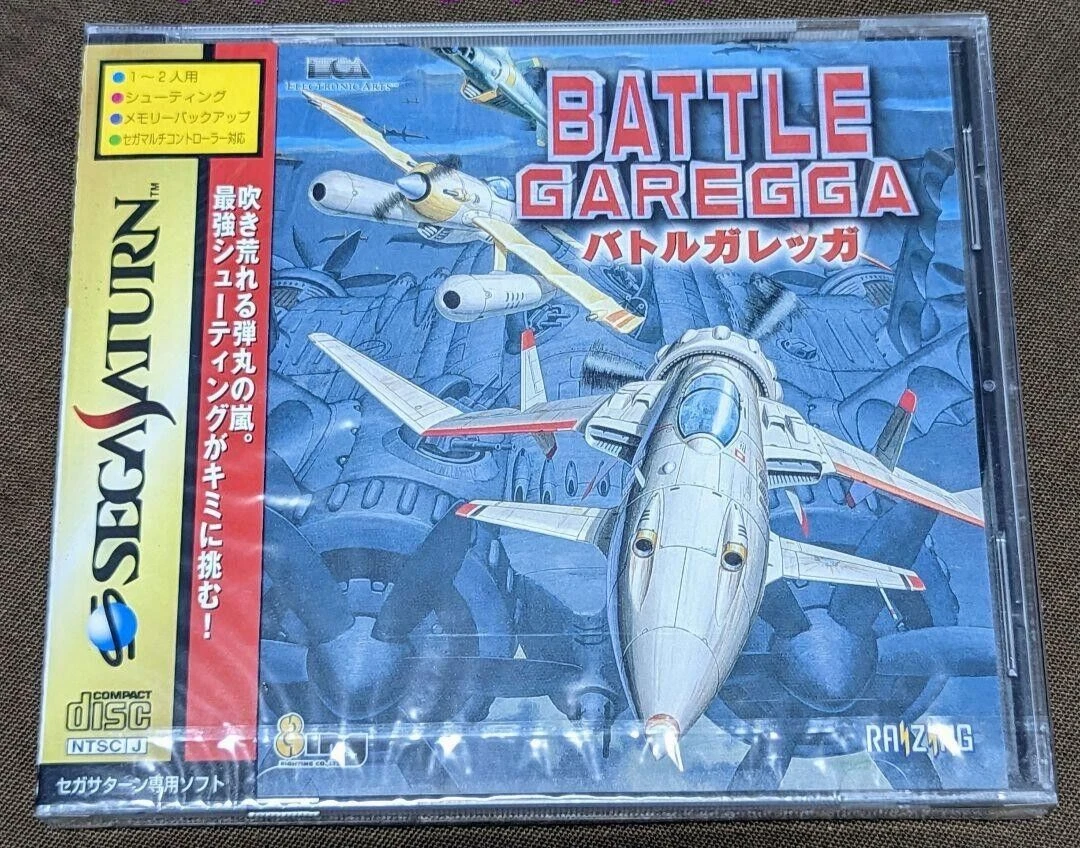 1〜2人用
シューティング
メモリーバックアップ
セガマルチコントローラー対応
SEGA SATURN™
吹き荒れる弾丸の嵐。
最強シューティングがキミに挑む!
COMPACT
disc
NTSC J
セガサターン専用ソフト
ELECTRONIC ARTS™
BATTLE
GAREGGA
バトルガレッガ
8
RAIZING